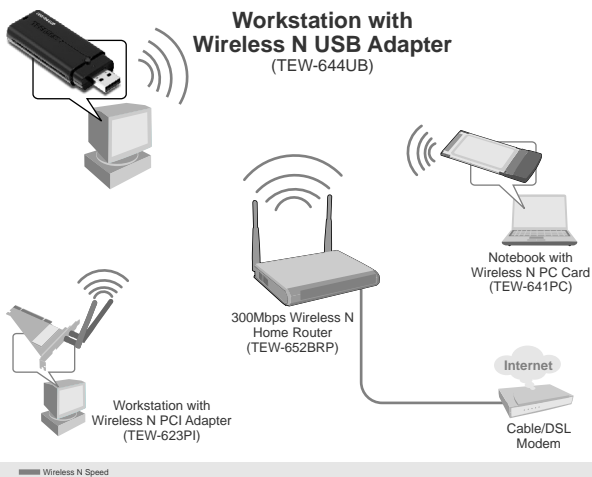 Workstation with
Wireless N USB Adapter
(TEW-644UB)
Notebook with
Wireless N PC Card
(TEW-641PC)
300Mbps Wireless N
Home Router
(TEW-652BRP)
Internet
Workstation with
Wireless N PCI Adapter
(TEW-623PI)
Cable/DSL
Modem
Wireless N Speed